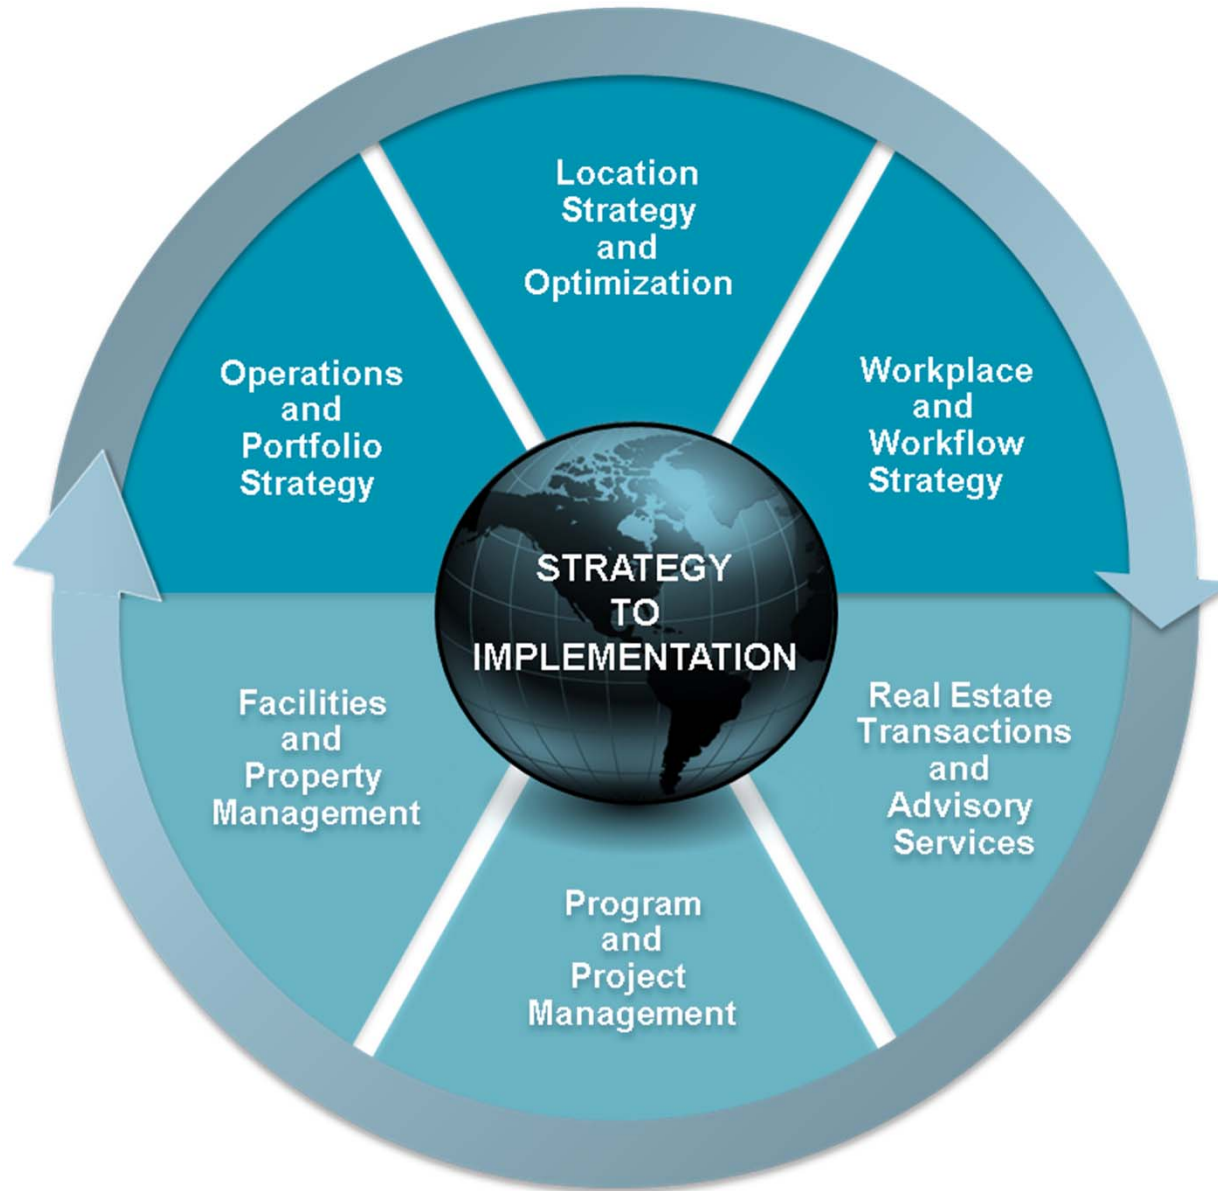 Location
Strategy
and
Optimization
Workplace
and
Workflow
Strategy
Real Estate
Transactions
and
Advisory
Services
Program
and
Project
Management
Facilities
and
Property
Management
Operations
and
Portfolio
Strategy
STRATEGY
TO
IMPLEMENTATION